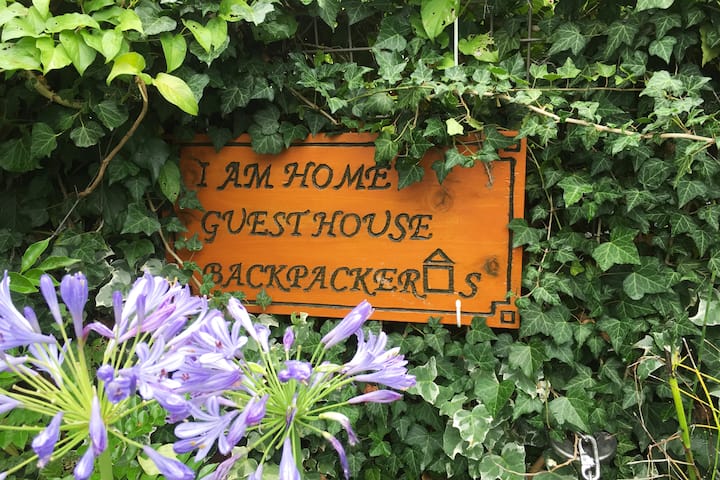 I AM HOME
GUEST HOUSE
BACKPACKER S